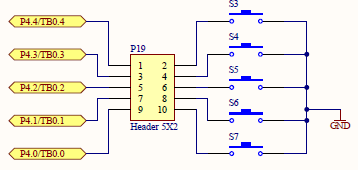 P4.4/TB0.4
P4.3/TB0.3
P4.2/TB0.2
P4.1/TB0.1
P4.0/TB0.0
P19
1 2
3 4
5 6
7 8
9 10
Header 5X2
S3
S4
S5
S6
S7
GND